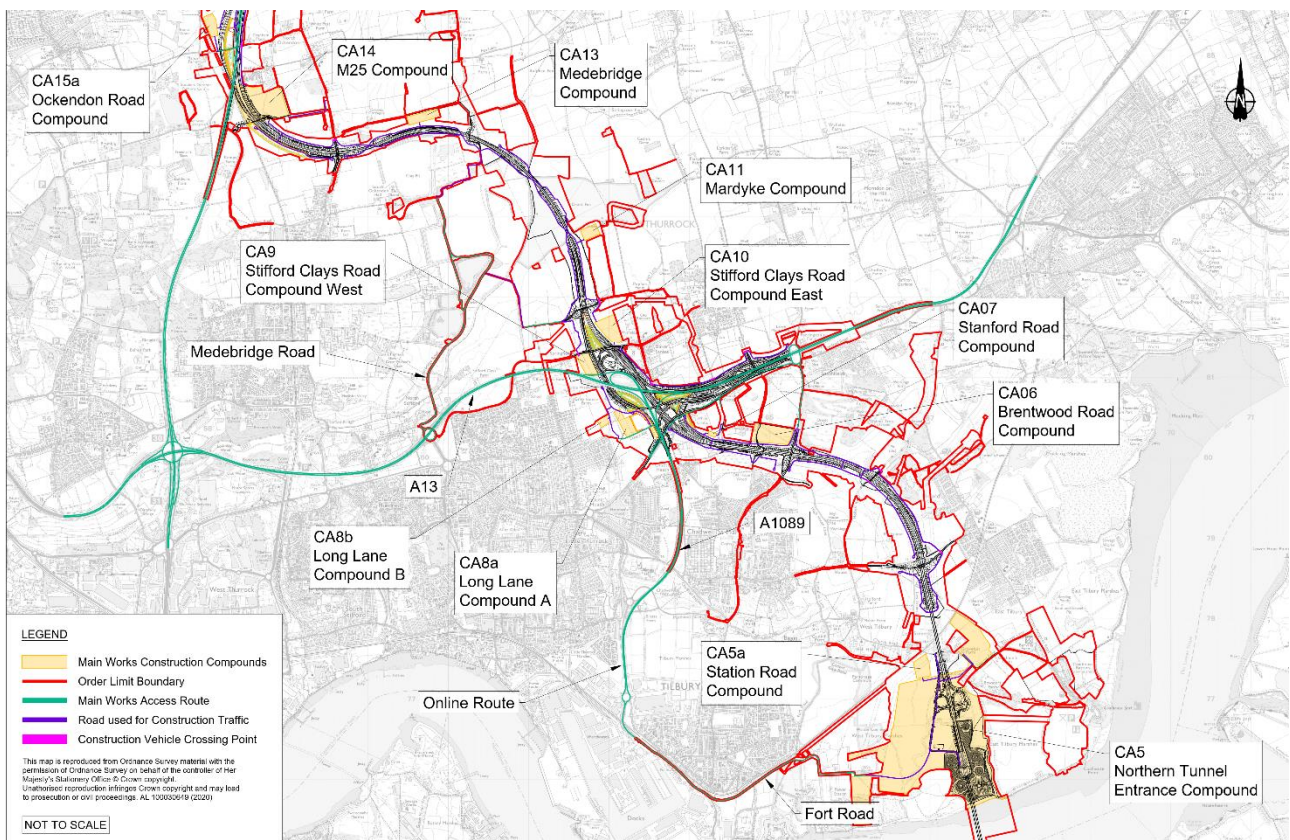 CA15a
Ockendon Road
Compound
CA14
M25 Compound
CA13
Medebridge
Compound
N
CA11
Mardyke Compound
THURROCK
CA9
Stifford Clays Road
Compound West
CA10
Stifford Clays Road
Compound East
CA07
Stanford Road
Compound
Medebridge Road
CA06
Brentwood Road
Compound
A13
A1089
CA8b
Long Lane
Compound B
CA8a
Long Lane
Compound A
West Thurrock
CA5a
Station Road
Compound
Online Route
TILBURY
CA5
Northern Tunnel
Entrance Compound
Fort Road
LEGEND
Main Works Construction Compounds
Order Limit Boundary
Main Works Access Route
Road used for Construction Traffic
Construction Vehicle Crossing Point
This map is reproduced from Ordnance Survey material with the
permission of Ordnance Survey on behalf of the controller of Her
Majesty's Stationery Office © Crown copyright.
Unauthorised reproduction infringes Crown copyright and may lead
to prosecution or civil proceedings. AL 100030649 (2020)
NOT TO SCALE